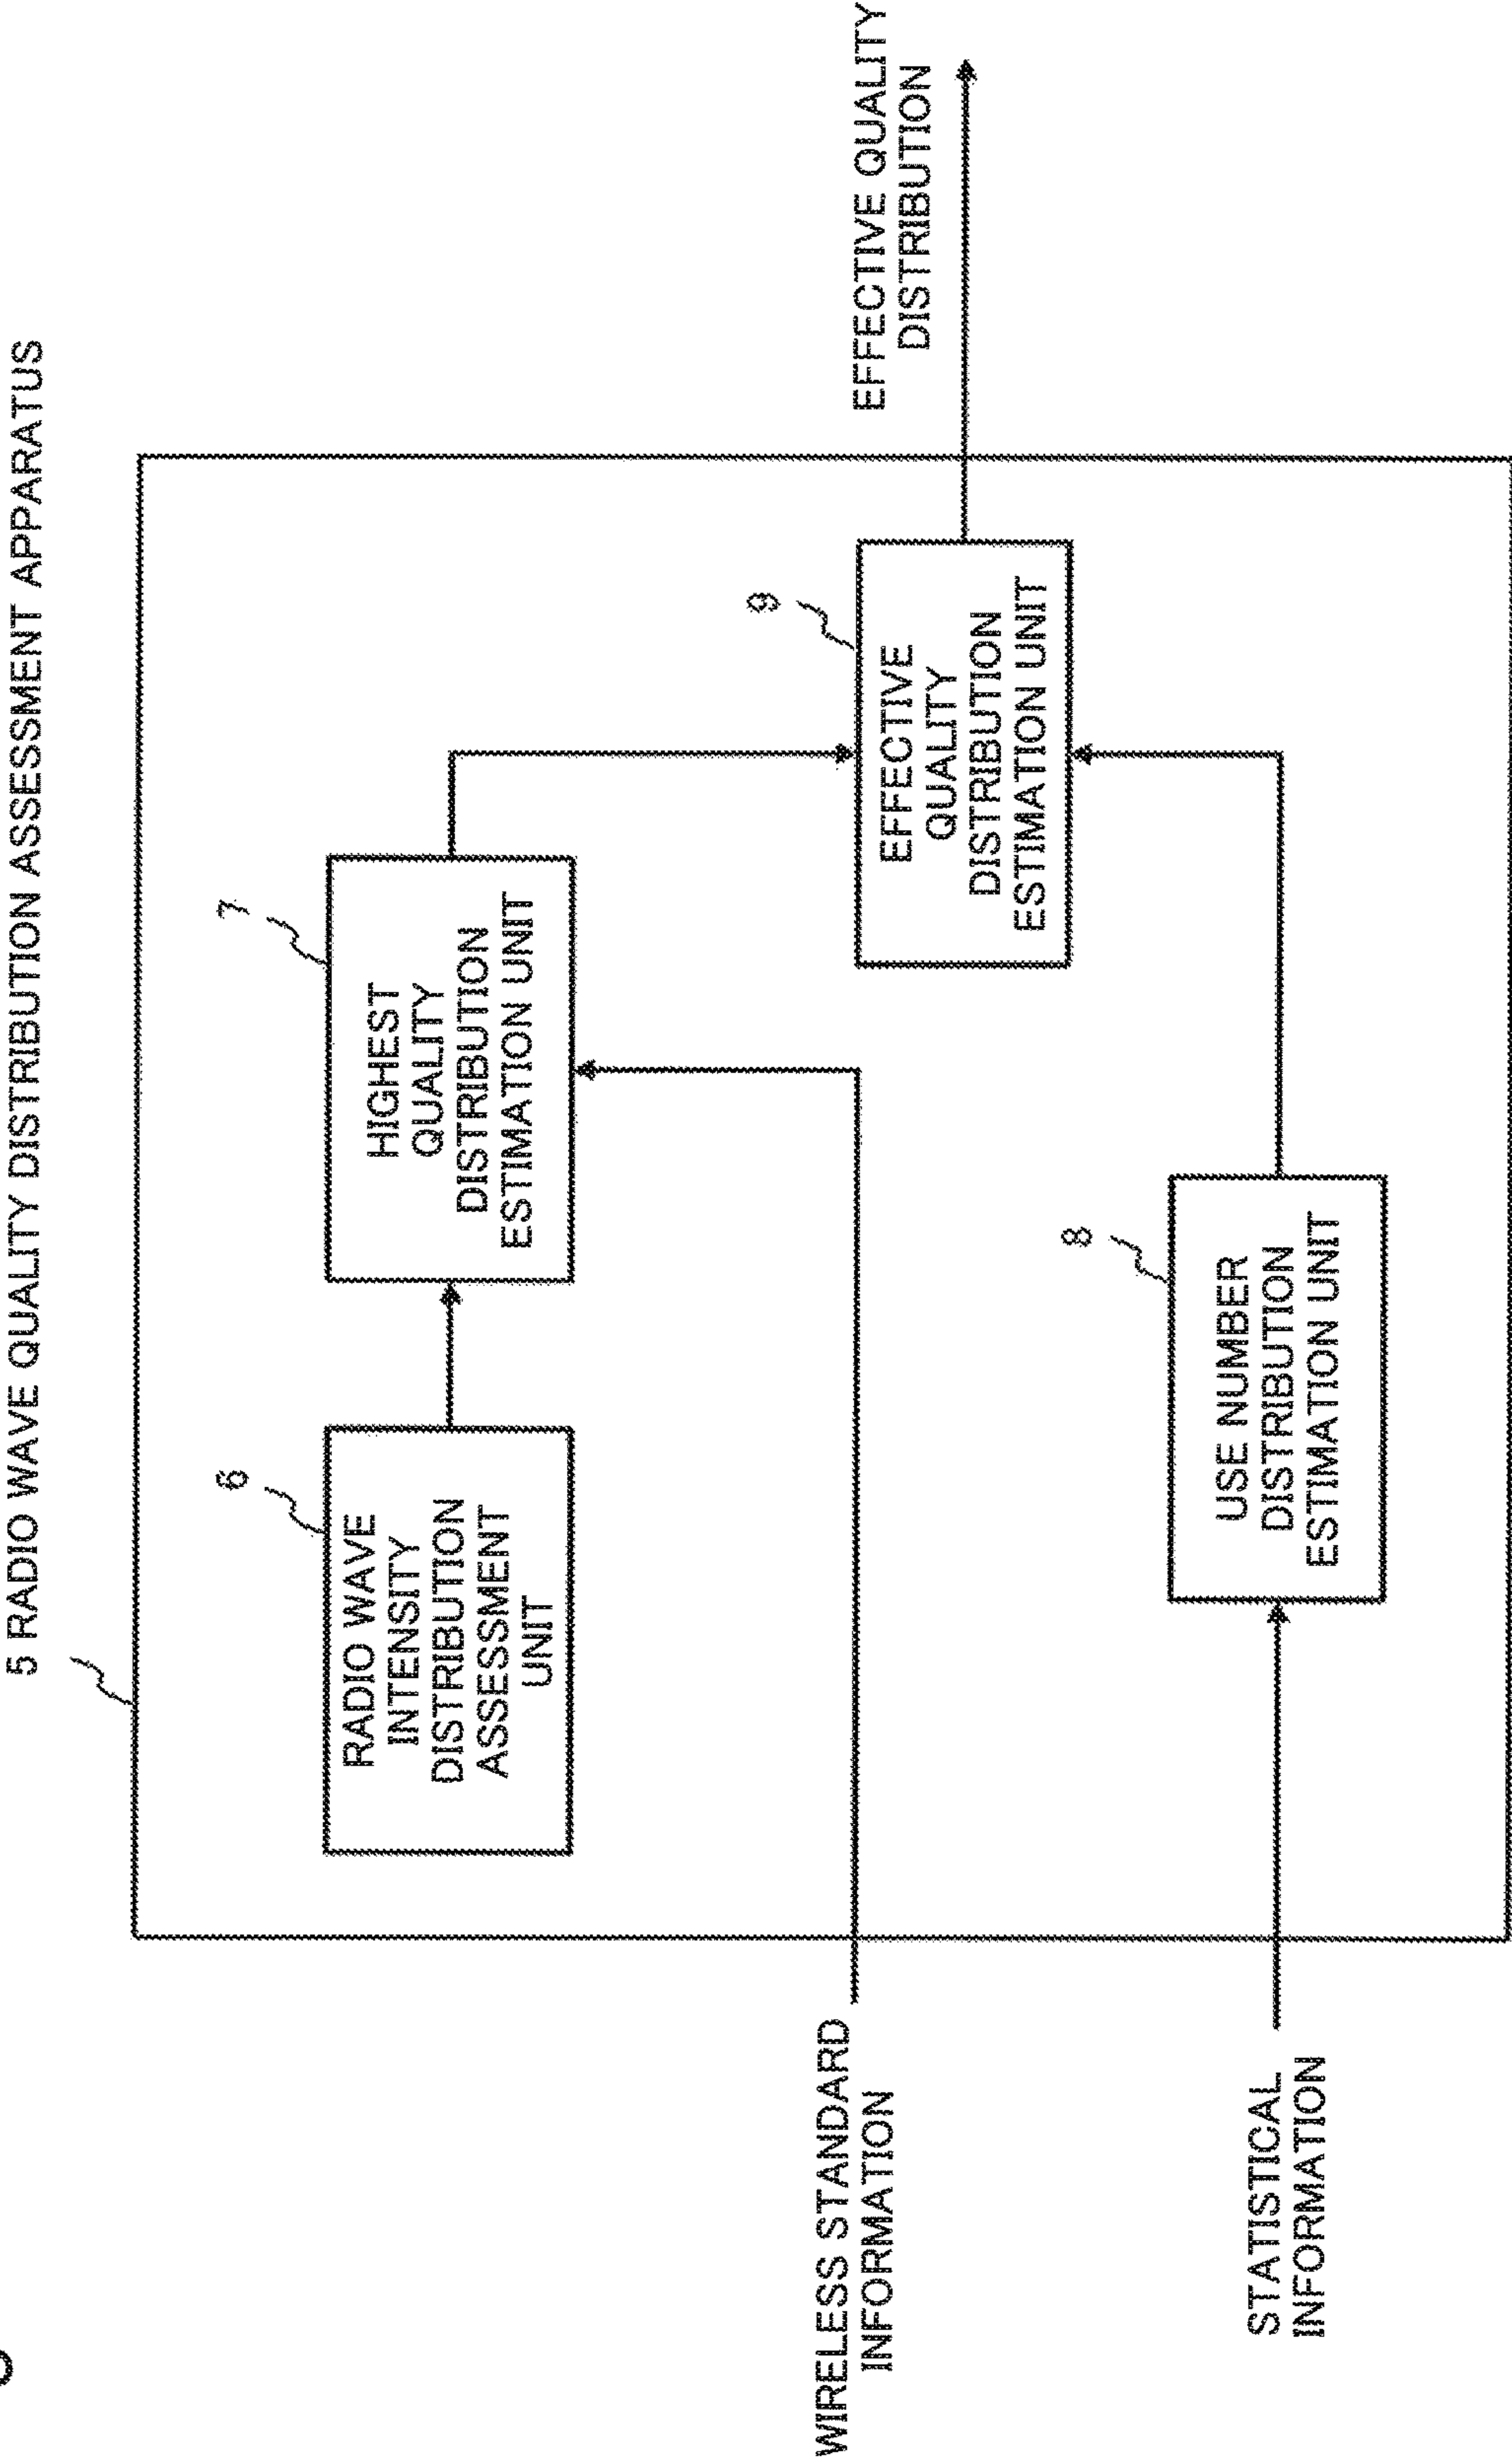 5 RADIO WAVE QUALITY DISTRIBUTION ASSESSMENT APPARATUS
6
RADIO WAVE
INTENSITY
DISTRIBUTION
ASSESSMENT
UNIT
7
HIGHEST
QUALITY
DISTRIBUTION
ESTIMATION UNIT
WIRELESS STANDARD
INFORMATION
9
EFFECTIVE
QUALITY
DISTRIBUTION
ESTIMATION UNIT
EFFECTIVE QUALITY
DISTRIBUTION
8
USE NUMBER
DISTRIBUTION
ESTIMATION UNIT
STATISTICAL
INFORMATION